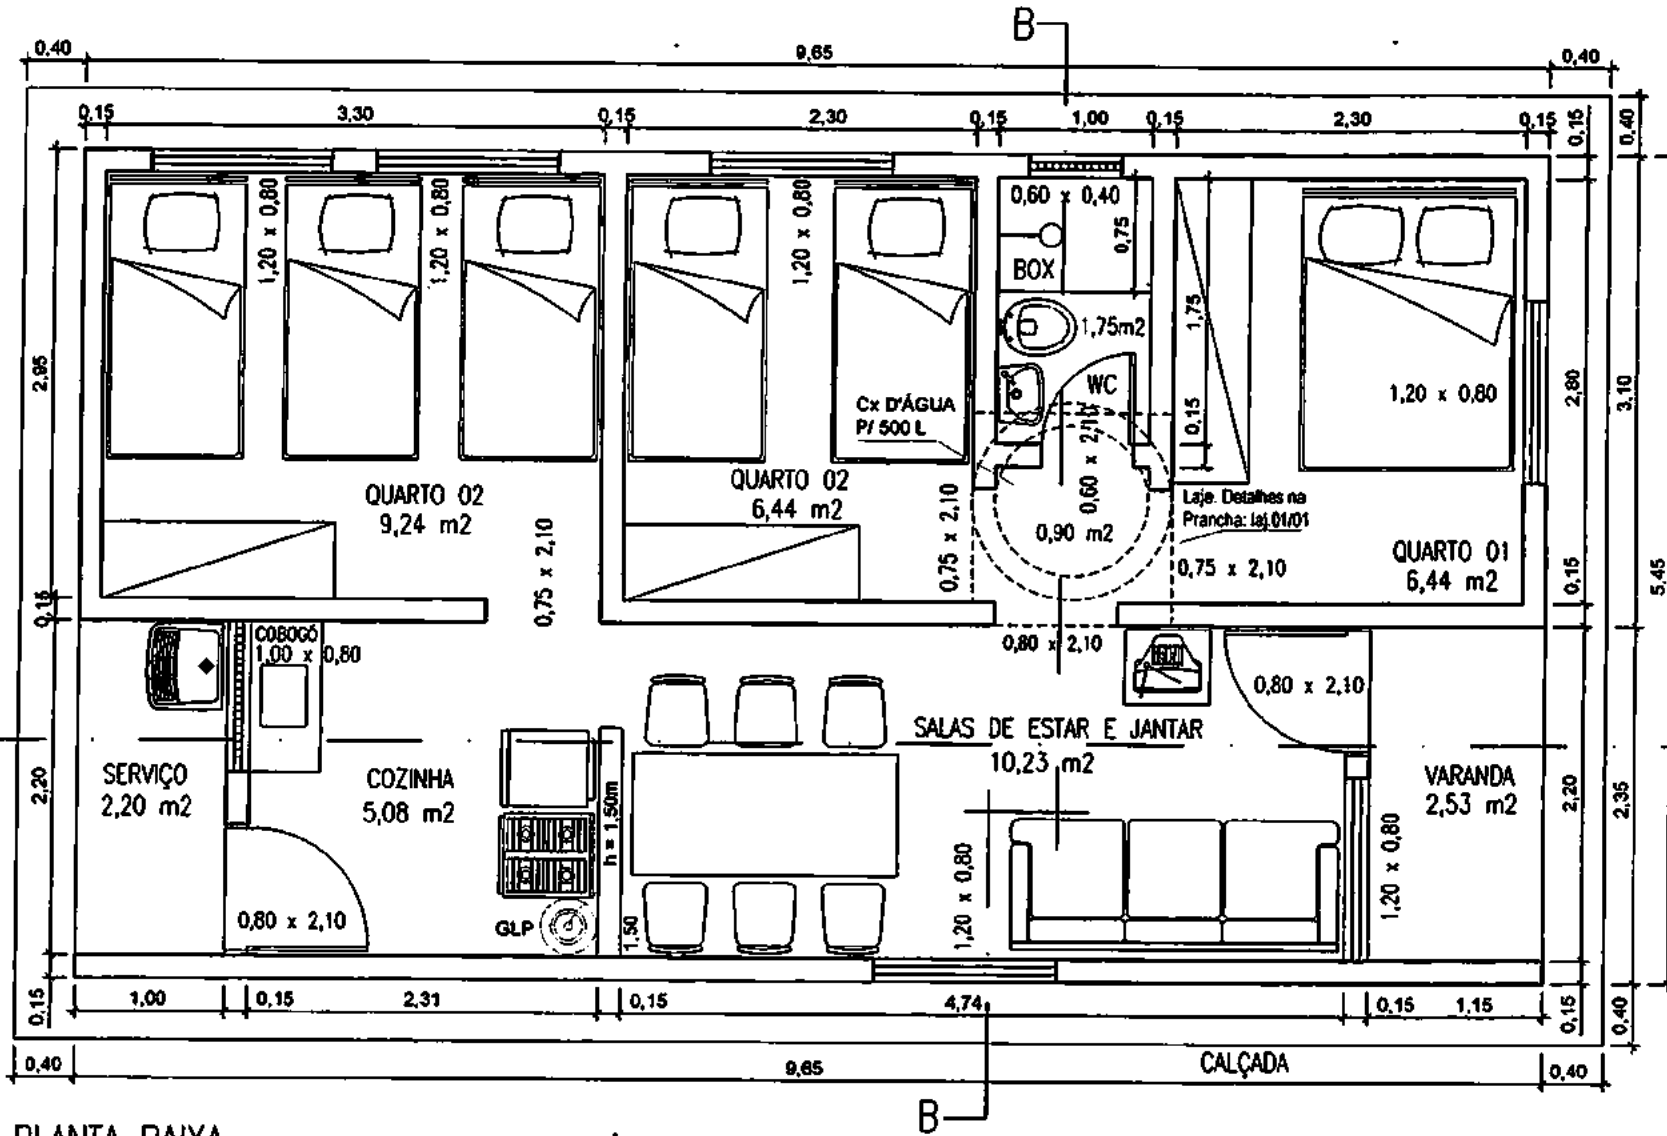 B
0,40
9,65
0,40
0,15
3,30
0,15
2,30
0,15
1,00
0,15
2,30
0,15
0,15
0,40
1,20 x 0,80
1,20 x 0,80
1,20 x 0,80
0,60 x 0,40
0,75
BOX
1,75m2
1,75
WC
0,15
1,20 x 0,80
2,95
2,80
3,10
Cx D'ÁGUA
P/ 500 L
0,60 x 2,10
QUARTO 02
9,24 m2
QUARTO 02
6,44 m2
0,75 x 2,10
0,75 x 2,10
0,90 m2
Laje. Detalhes na
Prancha: laj.01/01
0,75 x 2,10
QUARTO 01
6,44 m2
0,15
0,15
5,45
COBOGÓ
1,00 x 0,80
0,80 x 2,10
0,80 x 2,10
SALAS DE ESTAR E JANTAR
10,23 m2
SERVIÇO
2,20 m2
COZINHA
5,08 m2
VARANDA
2,53 m2
2,20
h = 1,50m
2,20
2,35
1,20 x 0,80
1,20 x 0,80
0,80 x 2,10
GLP
1,50
0,15
1,00
0,15
2,31
0,15
4,74
0,15
1,15
0,15
0,40
0,40
9,65
CALÇADA
0,40
B
PLANTA BAIXA